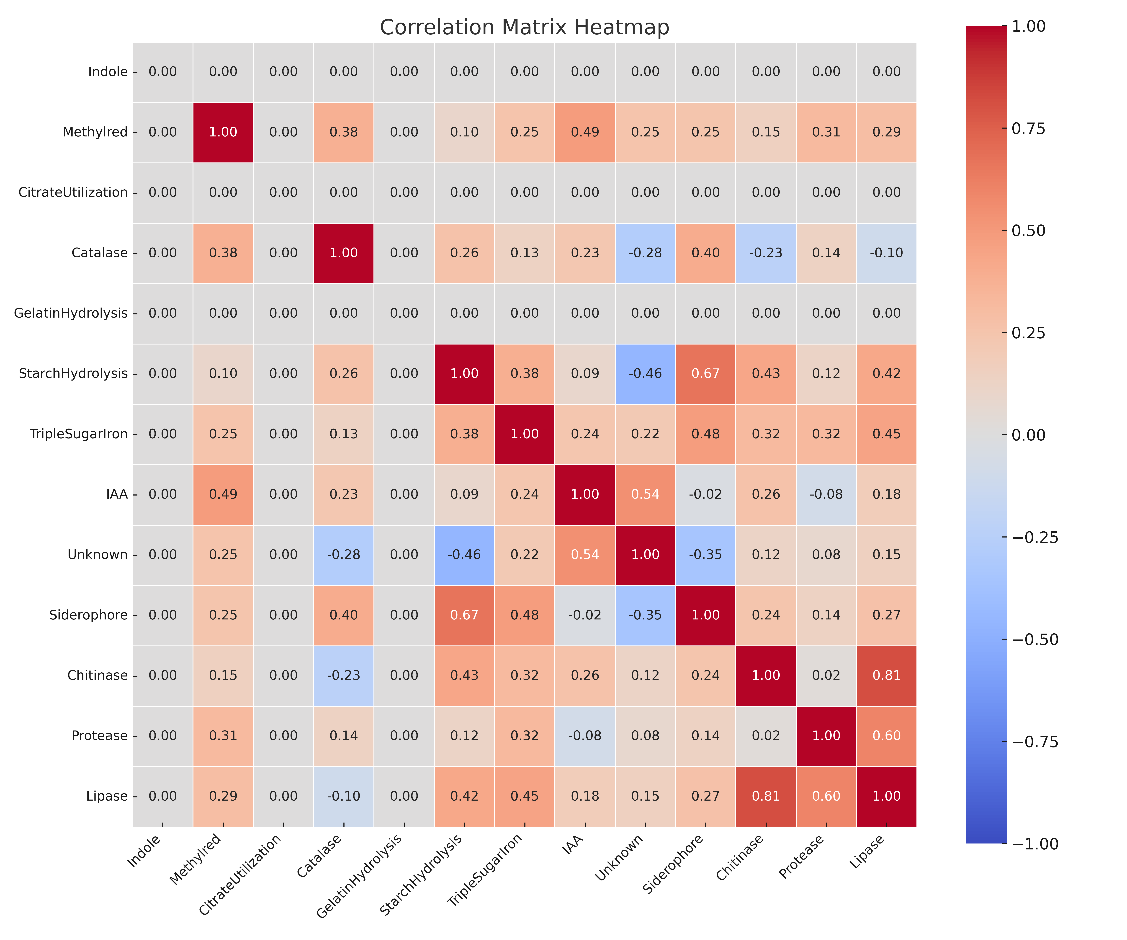 Correlation Matrix Heatmap
Indole 0.00 0.00 0.00 0.00 0.00 0.00 0.00 0.00 0.00 0.00 0.00 0.00 0.00
Methylred 0.00 1.00 0.00 0.38 0.00 0.10 0.25 0.49 0.25 0.25 0.15 0.31 0.29
CitrateUtilization 0.00 0.00 0.00 0.00 0.00 0.00 0.00 0.00 0.00 0.00 0.00 0.00 0.00
Catalase 0.00 0.38 0.00 1.00 0.00 0.26 0.13 0.23 -0.28 0.40 -0.23 0.14 -0.10
GelatinHydrolysis 0.00 0.00 0.00 0.00 0.00 0.00 0.00 0.00 0.00 0.00 0.00 0.00 0.00
StarchHydrolysis 0.00 0.10 0.00 0.26 0.00 1.00 0.38 0.09 -0.46 0.67 0.43 0.12 0.42
TripleSugarIron 0.00 0.25 0.00 0.13 0.00 0.38 1.00 0.24 0.22 0.48 0.32 0.32 0.45
IAA 0.00 0.49 0.00 0.23 0.00 0.09 0.24 1.00 0.54 -0.02 0.26 -0.08 0.18
Unknown 0.00 0.25 0.00 -0.28 0.00 -0.46 0.22 0.54 1.00 -0.35 0.12 0.08 0.15
Siderophore 0.00 0.25 0.00 0.40 0.00 0.67 0.48 -0.02 -0.35 1.00 0.24 0.14 0.27
Chitinase 0.00 0.15 0.00 -0.23 0.00 0.43 0.32 0.26 0.12 0.24 1.00 0.02 0.81
Protease 0.00 0.31 0.00 0.14 0.00 0.12 0.32 -0.08 0.08 0.14 0.02 1.00 0.60
Lipase 0.00 0.29 0.00 -0.10 0.00 0.42 0.45 0.18 0.15 0.27 0.81 0.60 1.00
Indole Methylred CitrateUtilization Catalase GelatinHydrolysis StarchHydrolysis TripleSugarIron IAA Unknown Siderophore Chitinase Protease Lipase
1.00
0.75
0.50
0.25
0.00
−0.25
−0.50
−0.75
−1.00